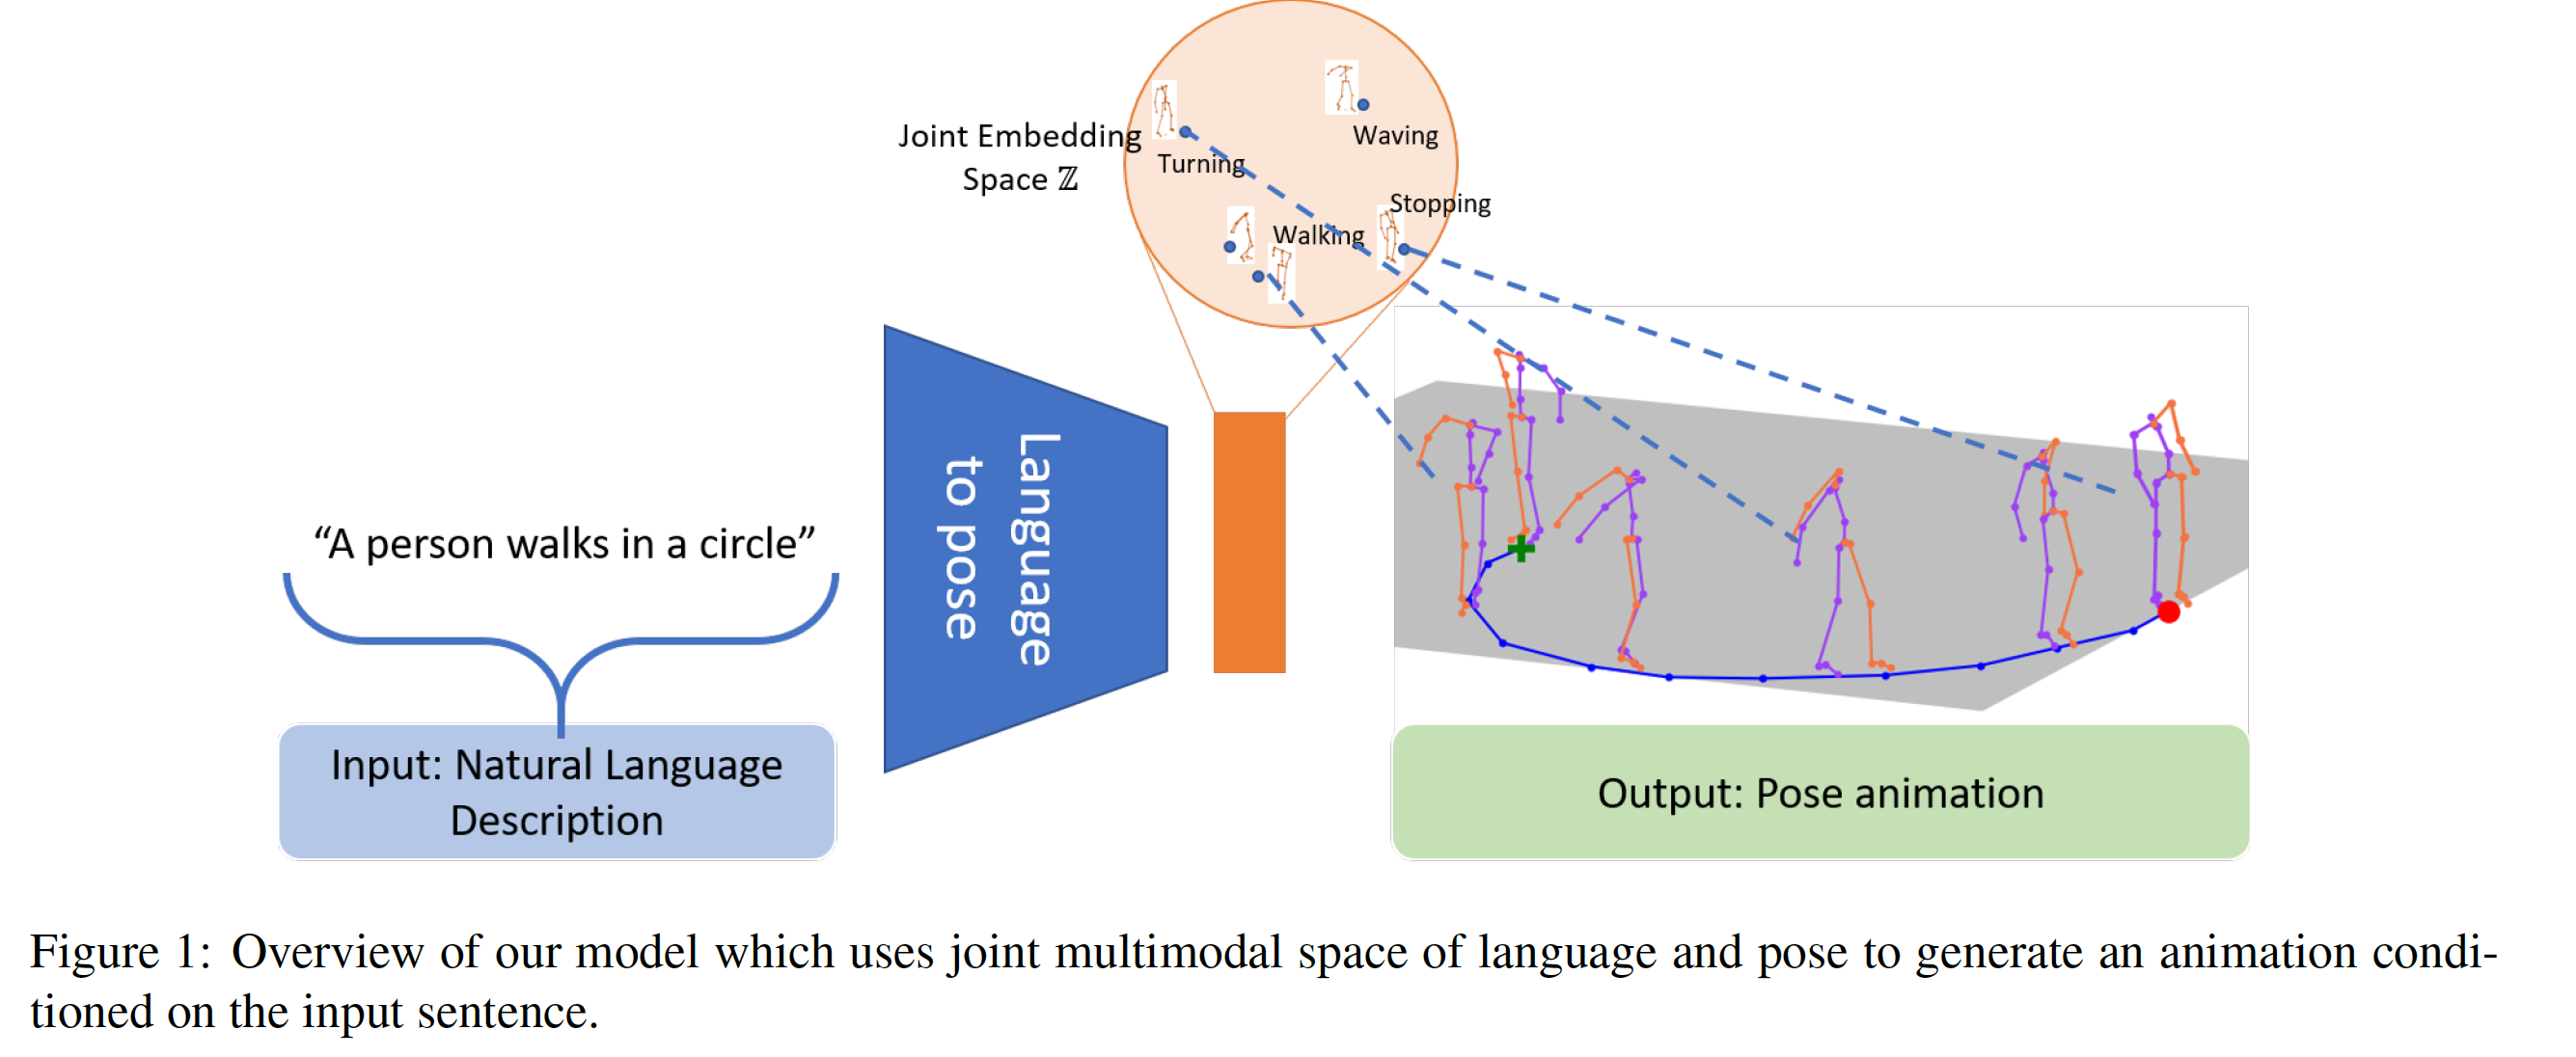 Joint Embedding
Space ℤ
Turning
Waving
Stopping
Walking
“A person walks in a circle”
Language
to pose
Input: Natural Language
Description
Output: Pose animation
Figure 1: Overview of our model which uses joint multimodal space of language and pose to generate an animation condi-
tioned on the input sentence.